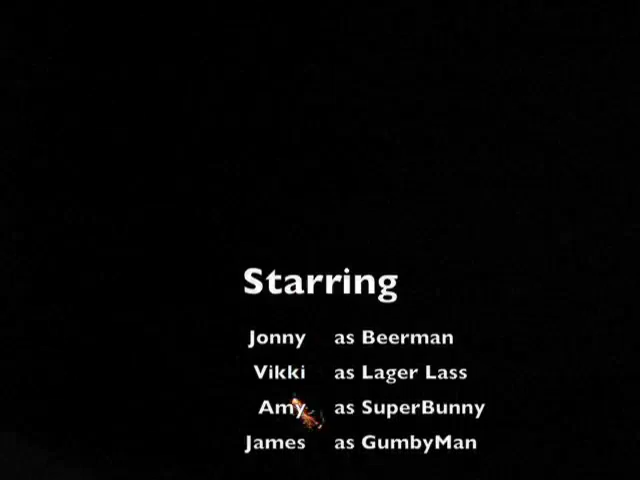 Starring
Jonny as Beerman
Vikki as Lager Lass
Amy as SuperBunny
James as GumbyMan